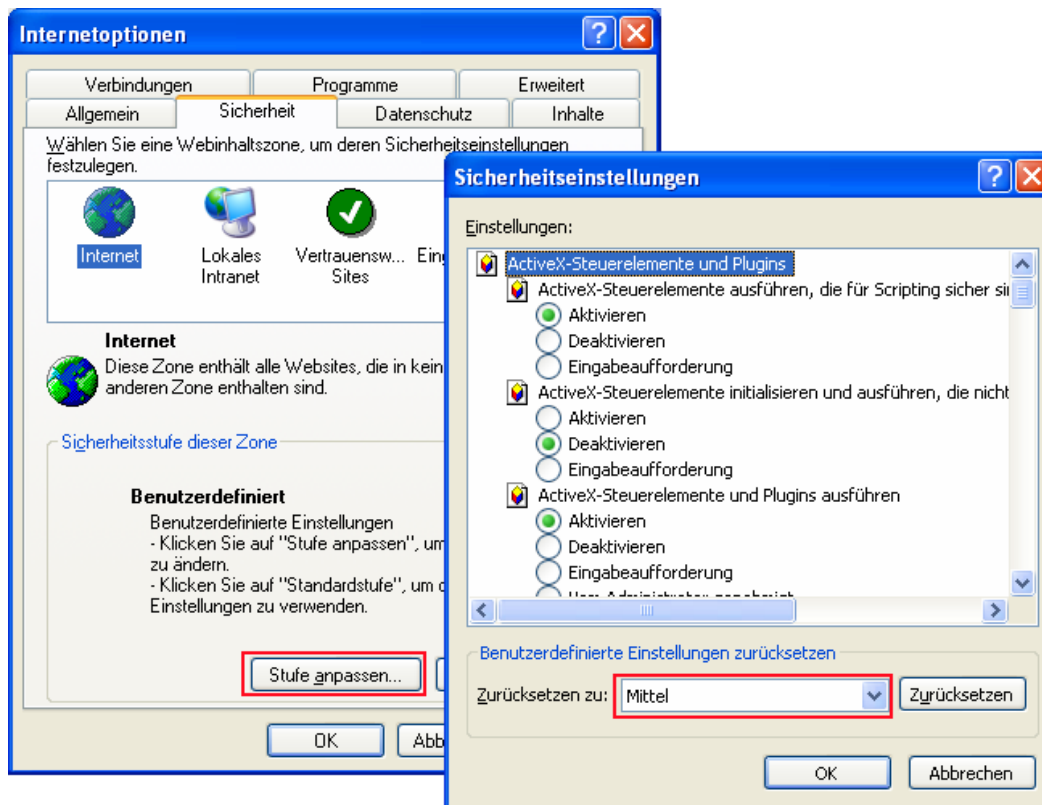 Internetoptionen
Verbindungen
Programme
Erweitert
Allgemein
Sicherheit
Datenschutz
Inhalte
Wählen Sie eine Webinhaltszone, um deren Sicherheitseinstellungen
festzulegen.
Internet
Lokales
Intranet
Vertrauensw...
Sites
Internet
Diese Zone enthält alle Websites, die in kein
anderen Zone enthalten sind.
Sicherheitsstufe dieser Zone
Benutzerdefiniert
Benutzerdefinierte Einstellungen
- Klicken Sie auf "Stufe anpassen", um
zu ändern.
- Klicken Sie auf "Standardstufe", um d
Einstellungen zu verwenden.
Stufe anpassen...
OK
Abb
Sicherheitseinstellungen
Einstellungen:
ActiveX-Steuerelemente und Plugins
ActiveX-Steuerelemente ausführen, die für Scripting sicher si
Aktivieren
Deaktivieren
Eingabeaufforderung
ActiveX-Steuerelemente initialisieren und ausführen, die nicht
Aktivieren
Deaktivieren
Eingabeaufforderung
ActiveX-Steuerelemente und Plugins ausführen
Aktivieren
Deaktivieren
Eingabeaufforderung
Benutzerdefinierte Einstellungen zurücksetzen
Zurücksetzen zu:
Mittel
Zurücksetzen
OK
Abbrechen